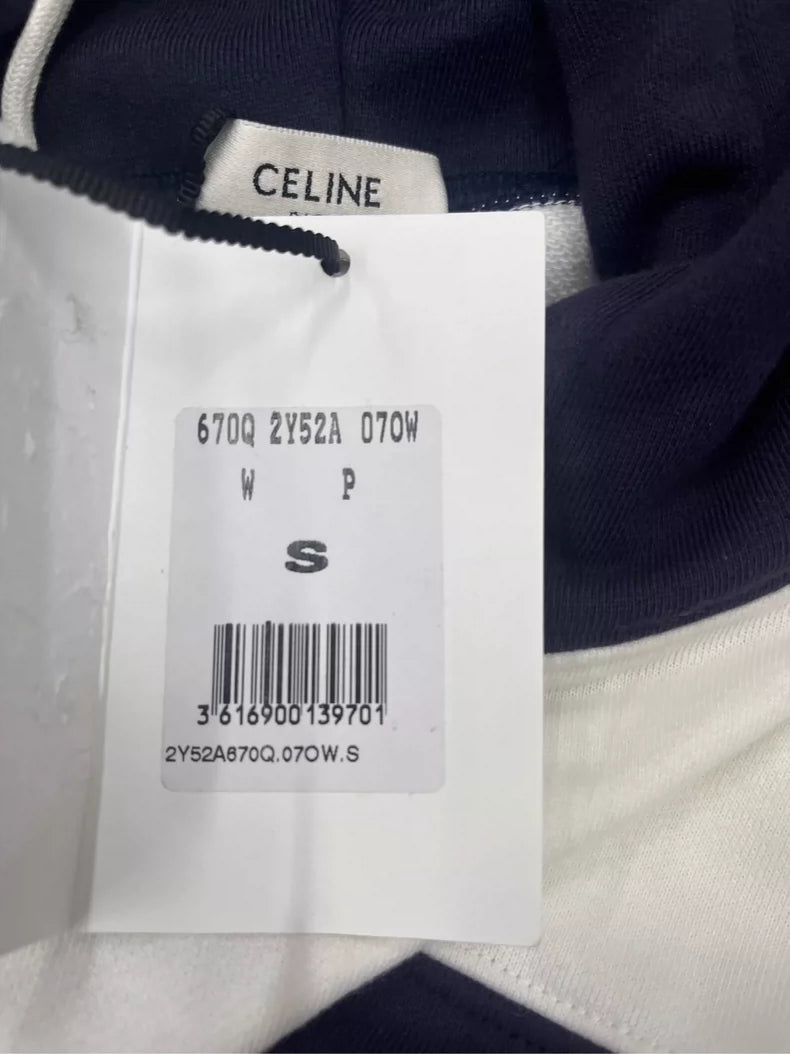 CELINE
670Q 2Y52A 07OW
W P
S
3 616900 139701
2Y52A670Q.07OW.S